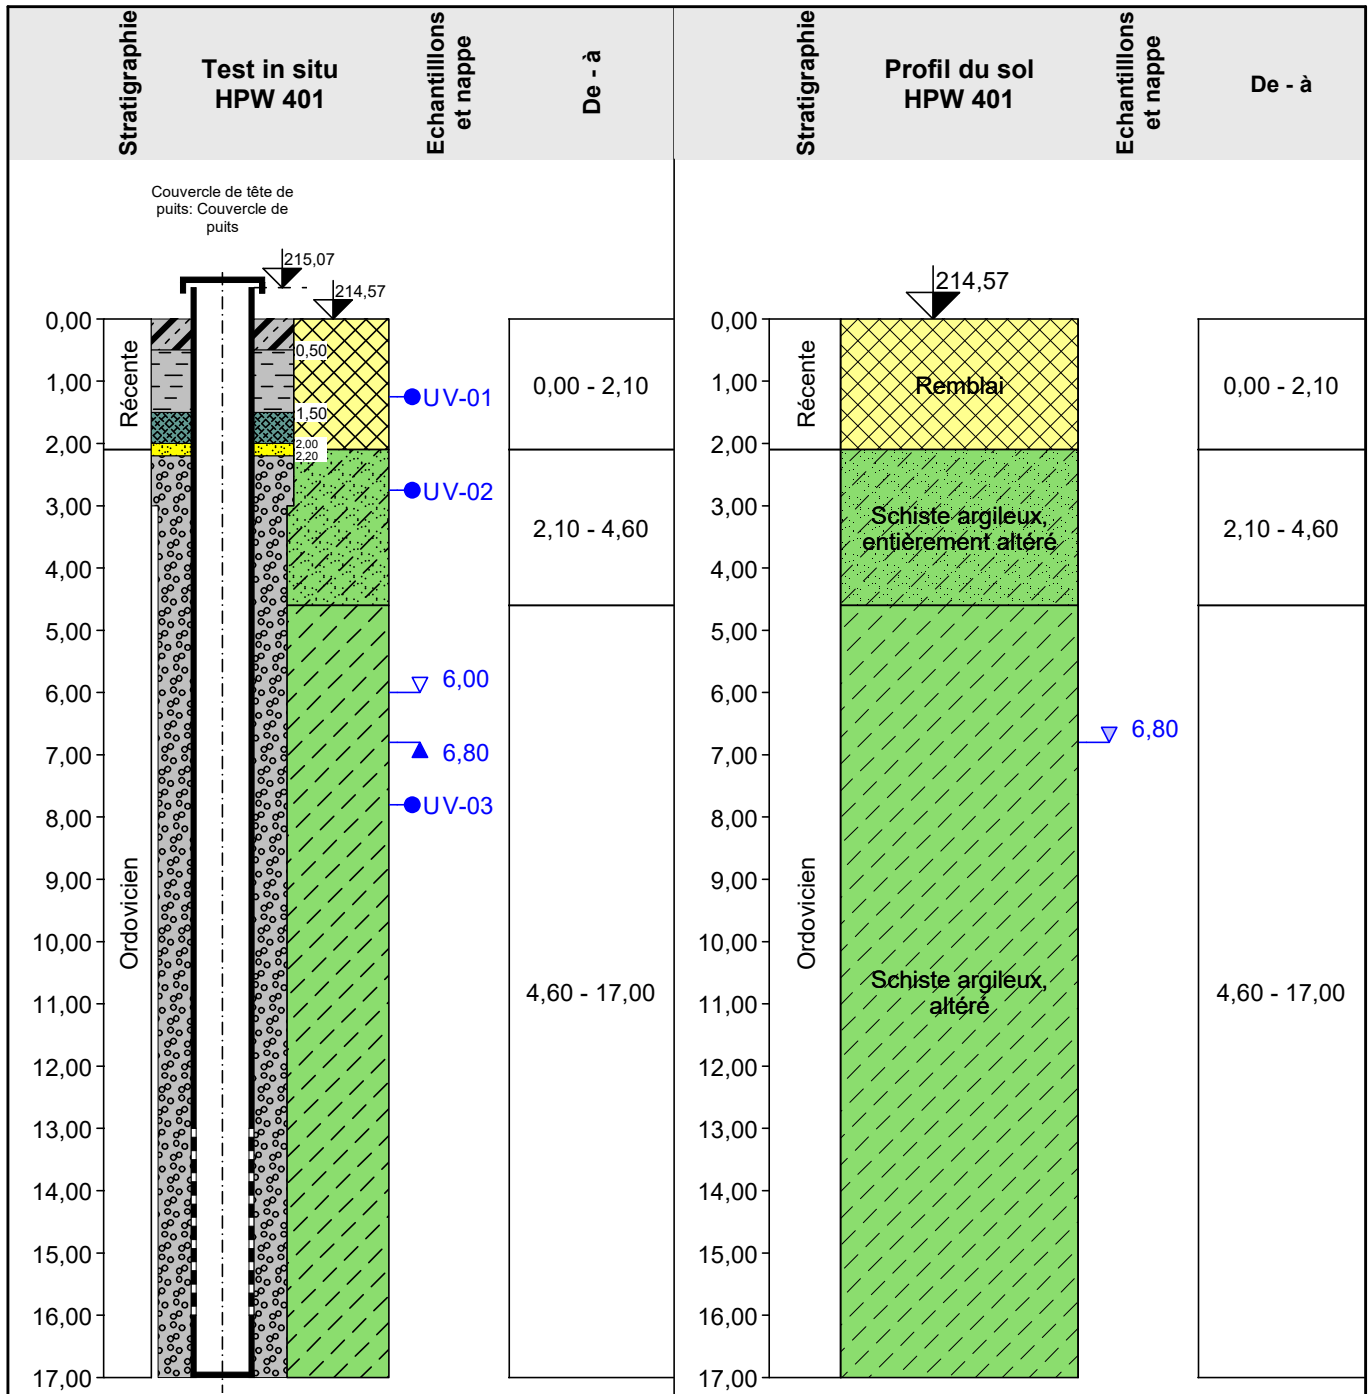 Stratigraphie
Test in situ
HPW 401
Echantillons
et nappe
De - à
Stratigraphie
Profil du sol
HPW 401
Echantillons
et nappe
De - à
Couvercle de tête de
puits: Couvercle de
puits
215,07
214,57
0,00
1,00
2,00
3,00
4,00
5,00
6,00
7,00
8,00
9,00
10,00
11,00
12,00
13,00
14,00
15,00
16,00
17,00
Récente
Ordovicien
0,50
1,50
2,00
2,20
UV-01
UV-02
6,00
6,80
UV-03
0,00 - 2,10
2,10 - 4,60
4,60 - 17,00
214,57
0,00
1,00
2,00
3,00
4,00
5,00
6,00
7,00
8,00
9,00
10,00
11,00
12,00
13,00
14,00
15,00
16,00
17,00
Récente
Ordovicien
Remblai
Schiste argileux,
entièrement altéré
Schiste argileux,
altéré
6,80
0,00 - 2,10
2,10 - 4,60
4,60 - 17,00